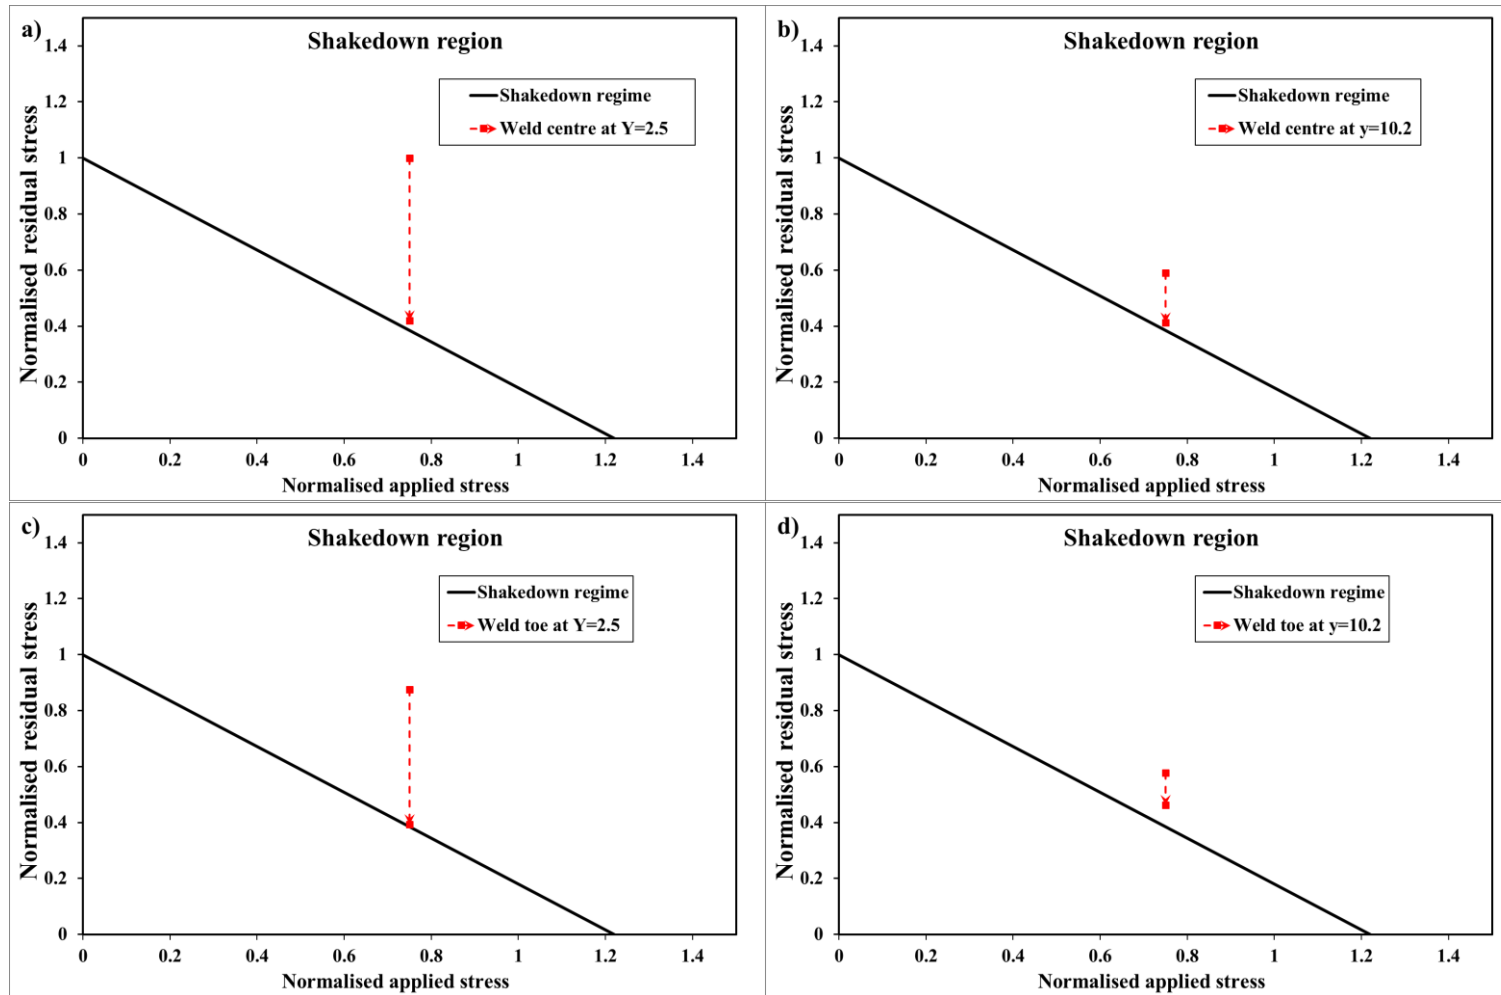 a)
Shakedown region
Shakedown regime
Weld centre at Y=2.5
Normalised residual stress
1.4
1.2
1
0.8
0.6
0.4
0.2
0
0 0.2 0.4 0.6 0.8 1 1.2 1.4
Normalised applied stress
b)
Shakedown region
Shakedown regime
Weld centre at y=10.2
Normalised residual stress
1.4
1.2
1
0.8
0.6
0.4
0.2
0
0 0.2 0.4 0.6 0.8 1 1.2 1.4
Normalised applied stress
c)
Shakedown region
Shakedown regime
Weld toe at Y=2.5
Normalised residual stress
1.4
1.2
1
0.8
0.6
0.4
0.2
0
0 0.2 0.4 0.6 0.8 1 1.2 1.4
Normalised applied stress
d)
Shakedown region
Shakedown regime
Weld toe at y=10.2
Normalised residual stress
1.4
1.2
1
0.8
0.6
0.4
0.2
0
0 0.2 0.4 0.6 0.8 1 1.2 1.4
Normalised applied stress